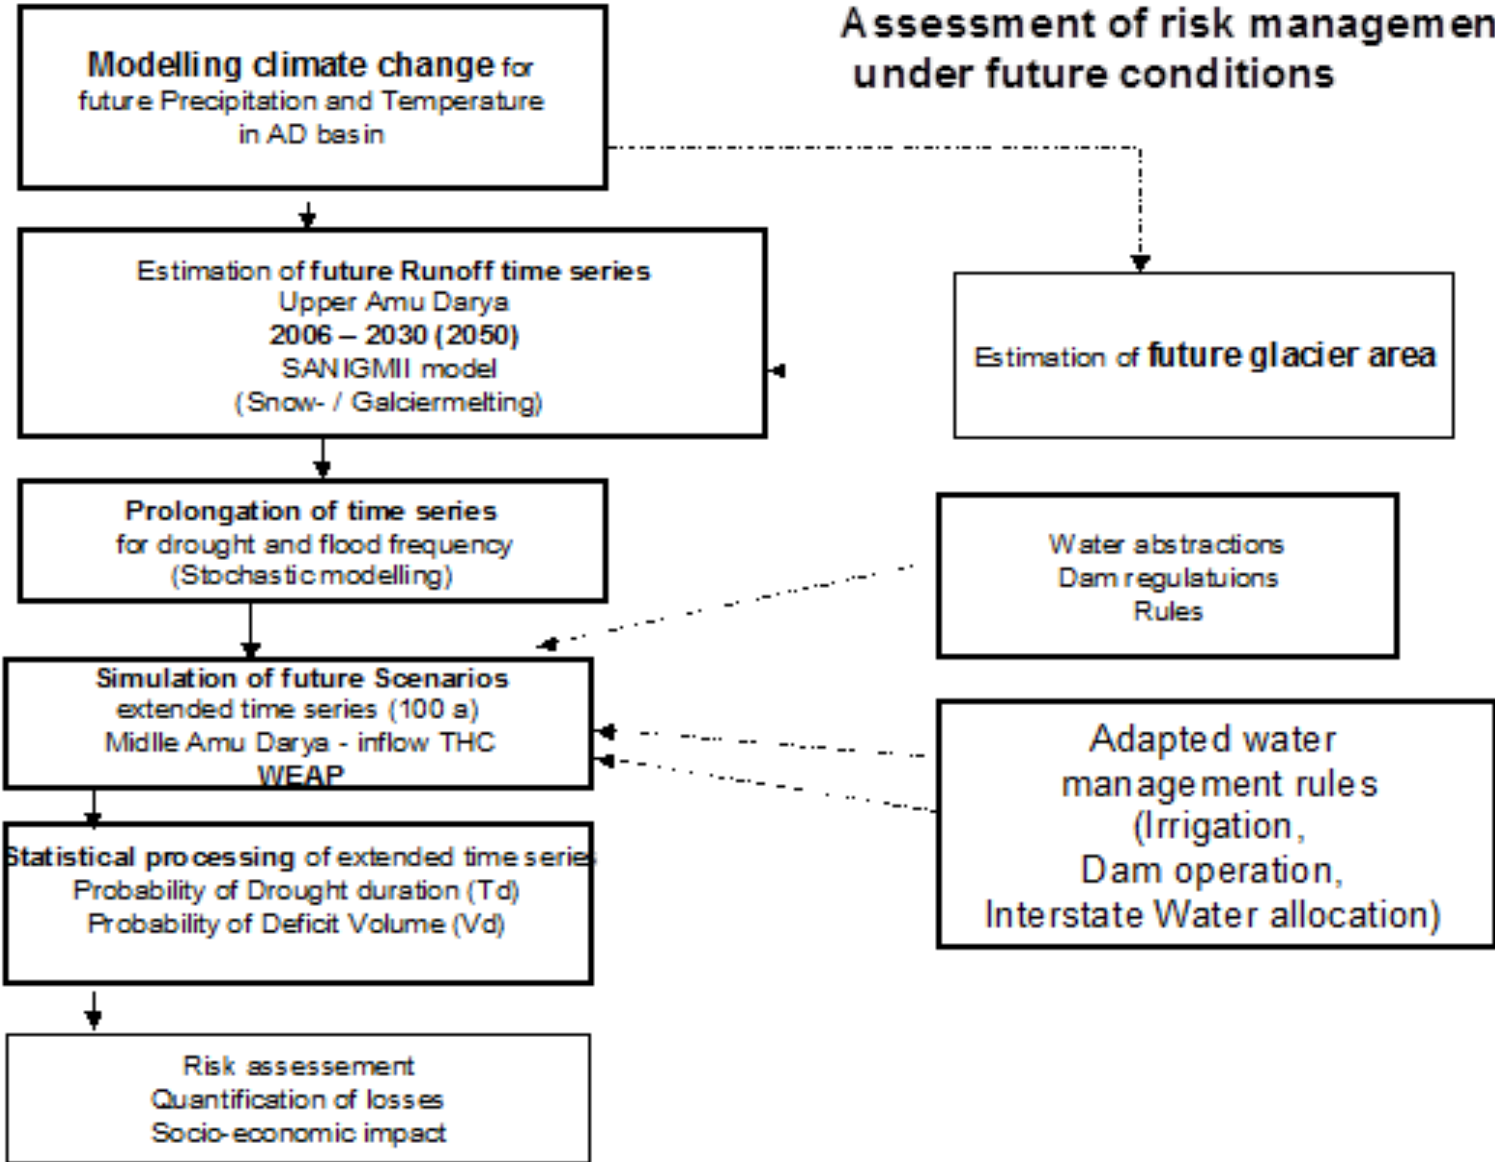 Assessment of risk managemen
under future conditions
Modelling climate change for
future Precipitation and Temperature
in AD basin
Estimation of future Runoff time series
Upper Amu Darya
2006 – 2030 (2050)
SANIGMII model
(Snow- / Galciermelting)
Estimation of future glacier area
Prolongation of time series
for drought and flood frequency
(Stochastic modelling)
Water abstractions
Dam regulatuions
Rules
Simulation of future Scenarios
extended time series (100 a)
Midlle Amu Darya - inflow THC
WEAP
Adapted water
management rules
(Irrigation,
Dam operation,
Interstate Water allocation)
Statistical processing of extended time series
Probability of Drought duration (Td)
Probability of Deficit Volume (Vd)
Risk assessement
Quantification of losses
Socio-economic impact